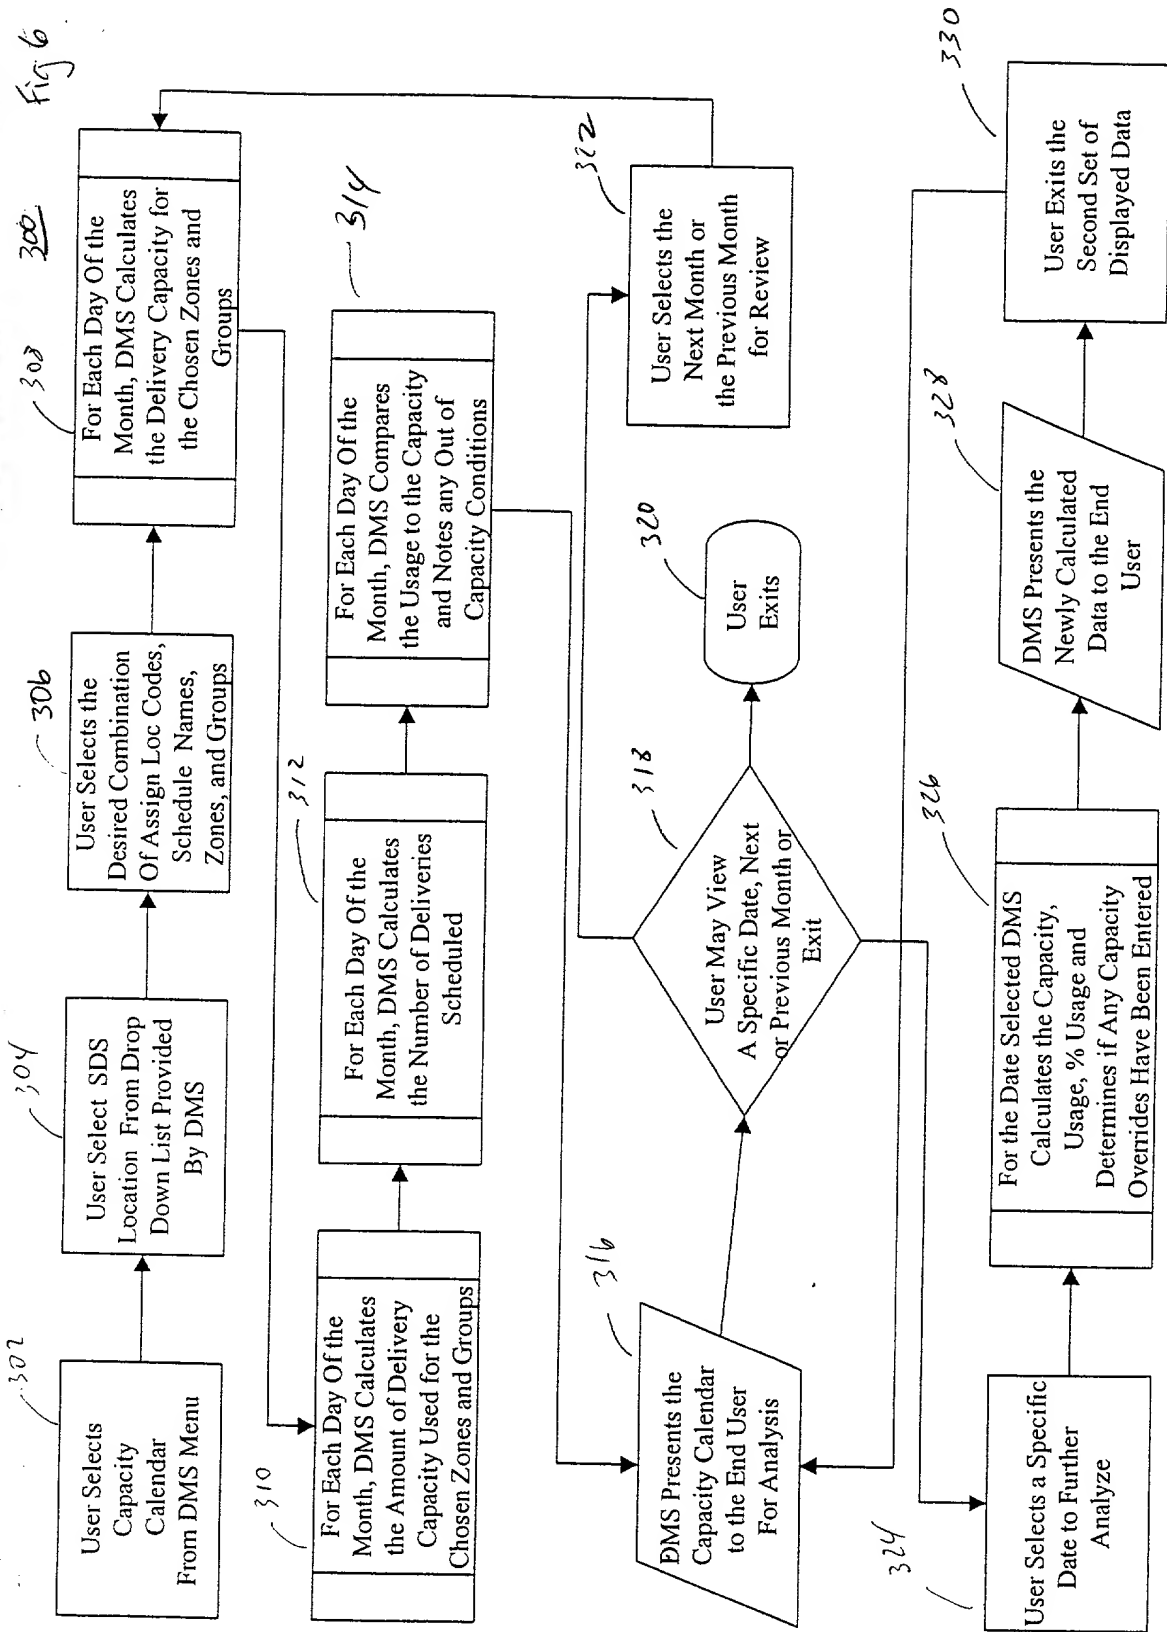 Fig 6
300
302
User Selects
Capacity
Calendar
From DMS Menu
304
User Select SDS
Location From Drop
Down List Provided
By DMS
306
User Selects the
Desired Combination
Of Assign Loc Codes,
Schedule Names,
Zones, and Groups
308
For Each Day Of the
Month, DMS Calculates
the Delivery Capacity for
the Chosen Zones and
Groups
310
For Each Day Of the
Month, DMS Calculates
the Amount of Delivery
Capacity Used for the
Chosen Zones and Groups
312
For Each Day Of the
Month, DMS Calculates
the Number of Deliveries
Scheduled
314
For Each Day Of the
Month, DMS Compares
the Usage to the Capacity
and Notes any Out of
Capacity Conditions
316
DMS Presents the
Capacity Calendar
to the End User
For Analysis
318
User May View
A Specific Date, Next
or Previous Month or
Exit
320
User
Exits
322
User Selects the
Next Month or
the Previous Month
for Review
324
User Selects a Specific
Date to Further
Analyze
326
For the Date Selected DMS
Calculates the Capacity,
Usage, % Usage and
Determines if Any Capacity
Overrides Have Been Entered
328
DMS Presents the
Newly Calculated
Data to the End
User
330
User Exits the
Second Set of
Displayed Data